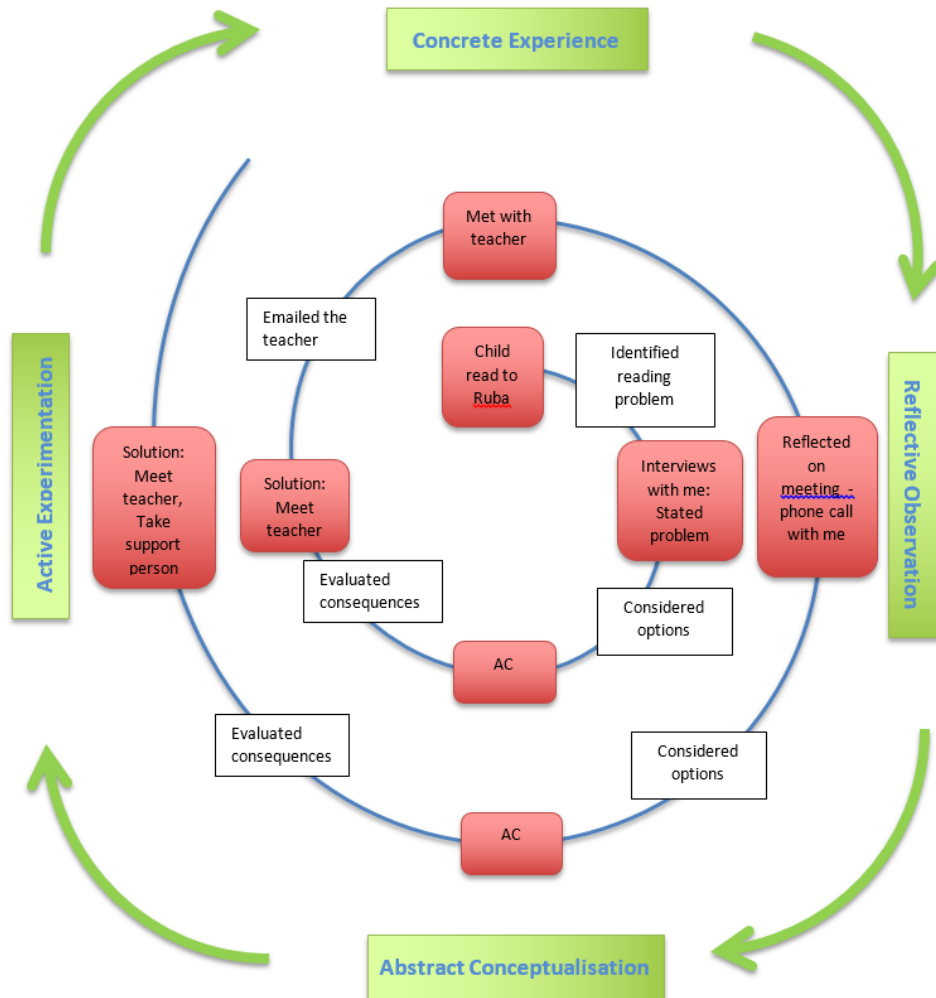 Concrete Experience
Met with
teacher
Emailed the
teacher
Child
read to
Ruba
Identified
reading
problem
Active Experimentation
Reflective Observation
Solution:
Meet
teacher,
Take
support
person
Solution:
Meet
teacher
Interviews
with me:
Stated
problem
Reflected
on
meeting -
phone call
with me
Evaluated
consequences
Considered
options
AC
Evaluated
consequences
Considered
options
AC
Abstract Conceptualisation